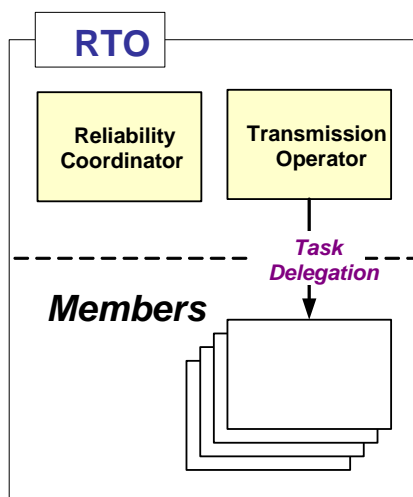 RTO
Reliability
Coordinator
Transmission
Operator
Task
Delegation
Members